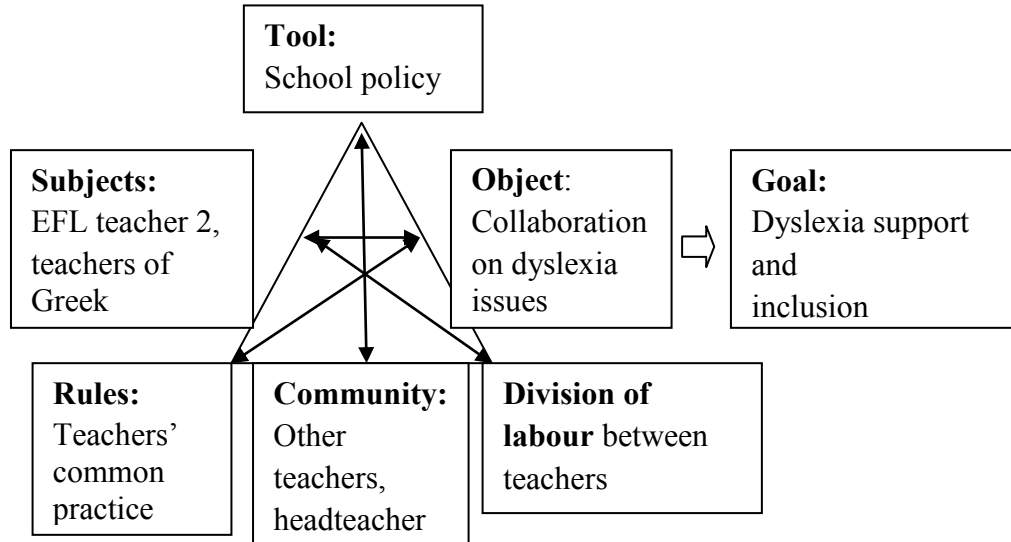 Tool:
School policy
Subjects:
EFL teacher 2,
teachers of
Greek
Object:
Collaboration
on dyslexia
issues
Goal:
Dyslexia support
and
inclusion
Rules:
Teachers’
common
practice
Community:
Other
teachers,
headteacher
Division of
labour between
teachers